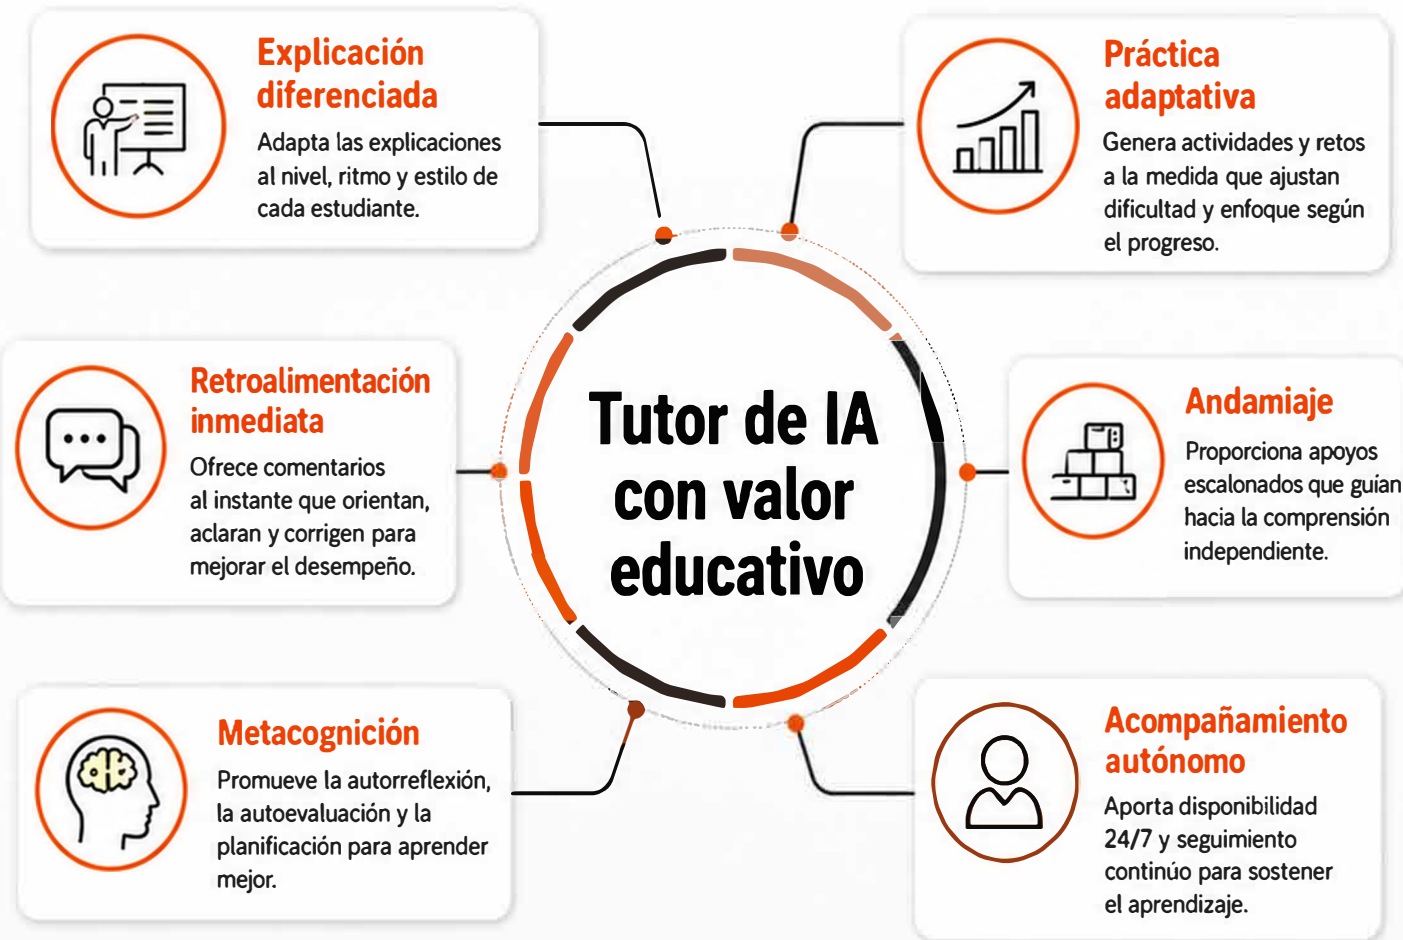 Explicación
diferenciada
Adapta las explicaciones
al nivel, ritmo y estilo de
cada estudiante.
Práctica
adaptativa
Genera actividades y retos
a la medida que ajustan
dificultad y enfoque según
el progreso.
Retroalimentación
inmediata
Ofrece comentarios
al instante que orientan,
aclaran y corrigen para
mejorar el desempeño.
Tutor de IA
con valor
educativo
Andamiaje
Proporciona apoyos
escalonados que guían
hacia la comprensión
independiente.
Metacognición
Promueve la autorreflexión,
la autoevaluación y la
planificación para aprender
mejor.
Acompañamiento
autónomo
Aporta disponibilidad
24/7 y seguimiento
continúo para sostener
el aprendizaje.